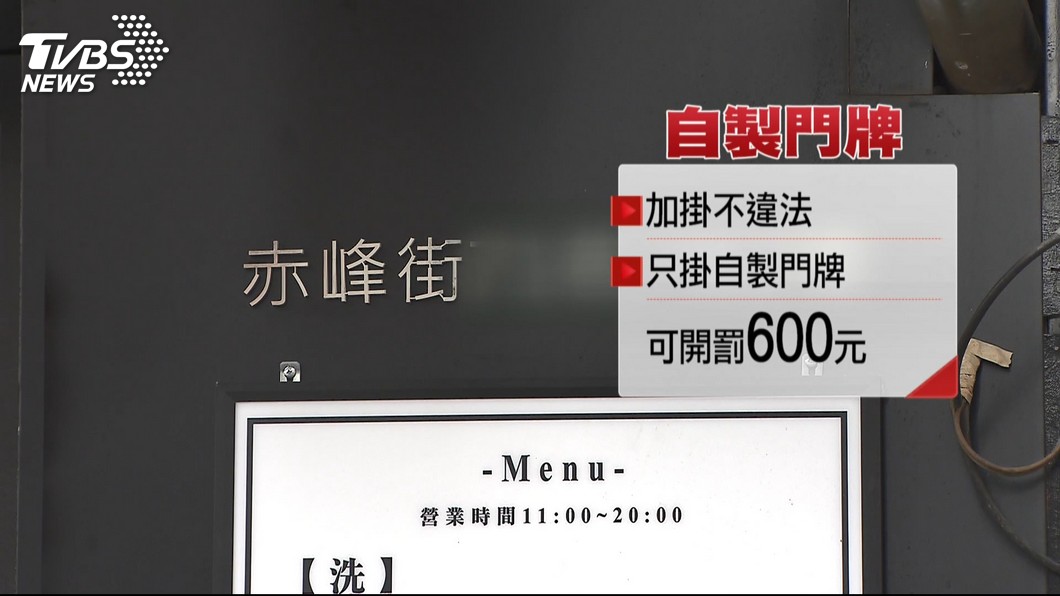 TVBS
NEWS
自製門牌
加掛不違法
只掛自製門牌
可開罰600元
赤峰街
-Menu-
營業時間11:00~20:00
【洗】